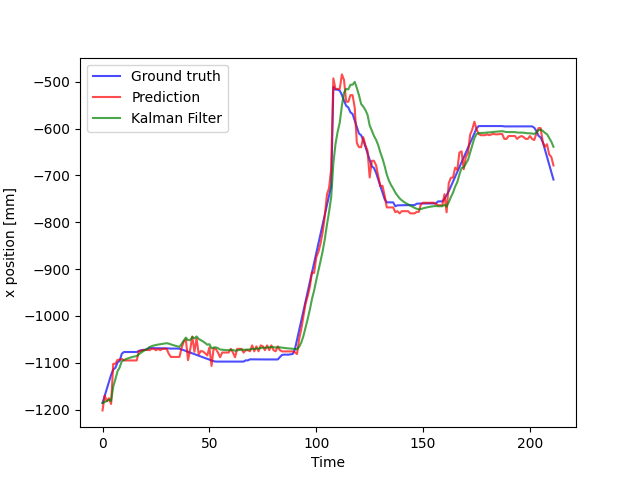 Ground truth
Prediction
Kalman Filter
−500
−600
−700
−800
−900
−1000
−1100
−1200
x position [mm]
0 50 100 150 200
Time